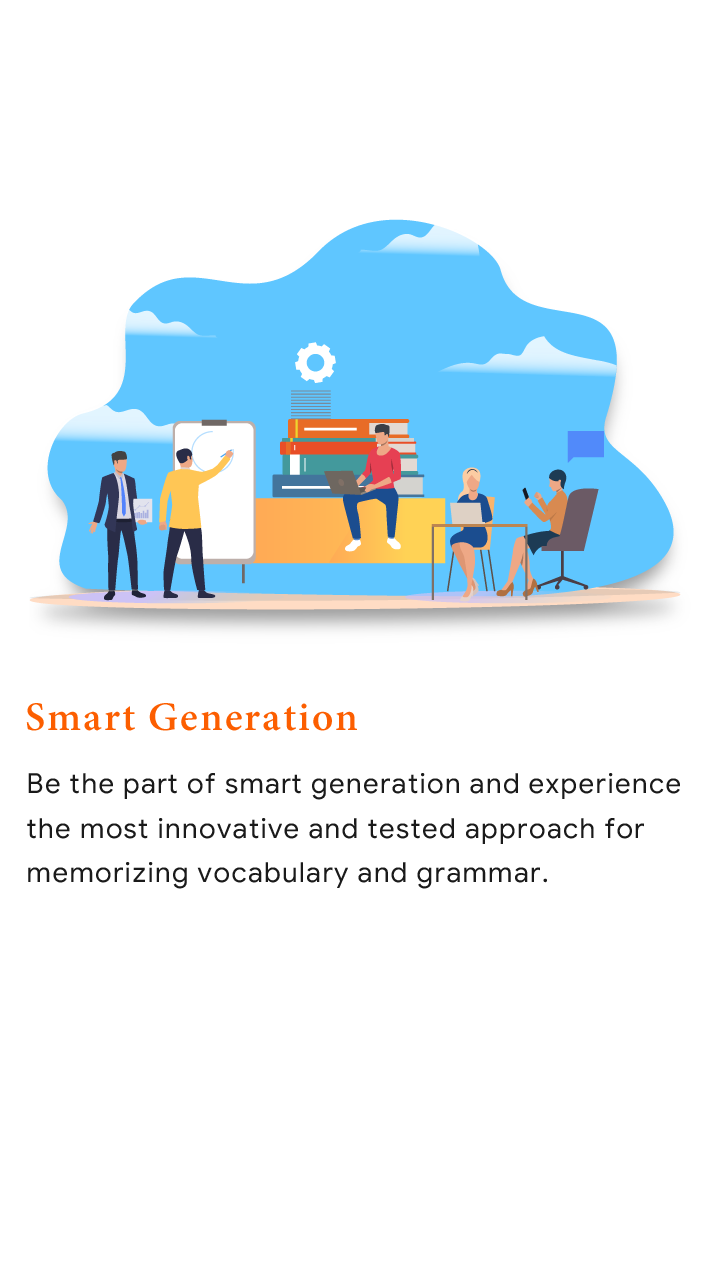 Smart Generation
Be the part of smart generation and experience
the most innovative and tested approach for
memorizing vocabulary and grammar.